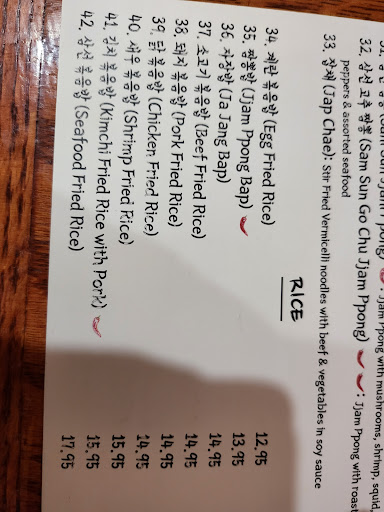 : Jjam Ppong with mushrooms, shrimp, squid,
32. 삼선 고추 짬뽕 (Sam Sun Go Chu Jjam Ppong) : Jjam Ppong with roast
peppers & assorted seafood
33. 잡채 (Jap Chae): Stir Fried Vermicelli noodles with beef & vegetables in soy sauce
RICE
34. 계란 볶음밥 (Egg Fried Rice) 12.95
35. 짬뽕밥 (Jjam Ppong Bap) 13.95
36. 자장밥 (Ja Jang Bap) 14.95
37. 소고기 볶음밥 (Beef Fried Rice) 14.95
38. 돼지 볶음밥 (Pork Fried Rice) 14.95
39. 닭 볶음밥 (Chicken Fried Rice) 14.95
40. 새우 볶음밥 (Shrimp Fried Rice) 15.95
41. 김치 볶음밥 (Kimchi Fried Rice with Pork) 15.95
42. 삼선 볶음밥 (Seafood Fried Rice) 17.95